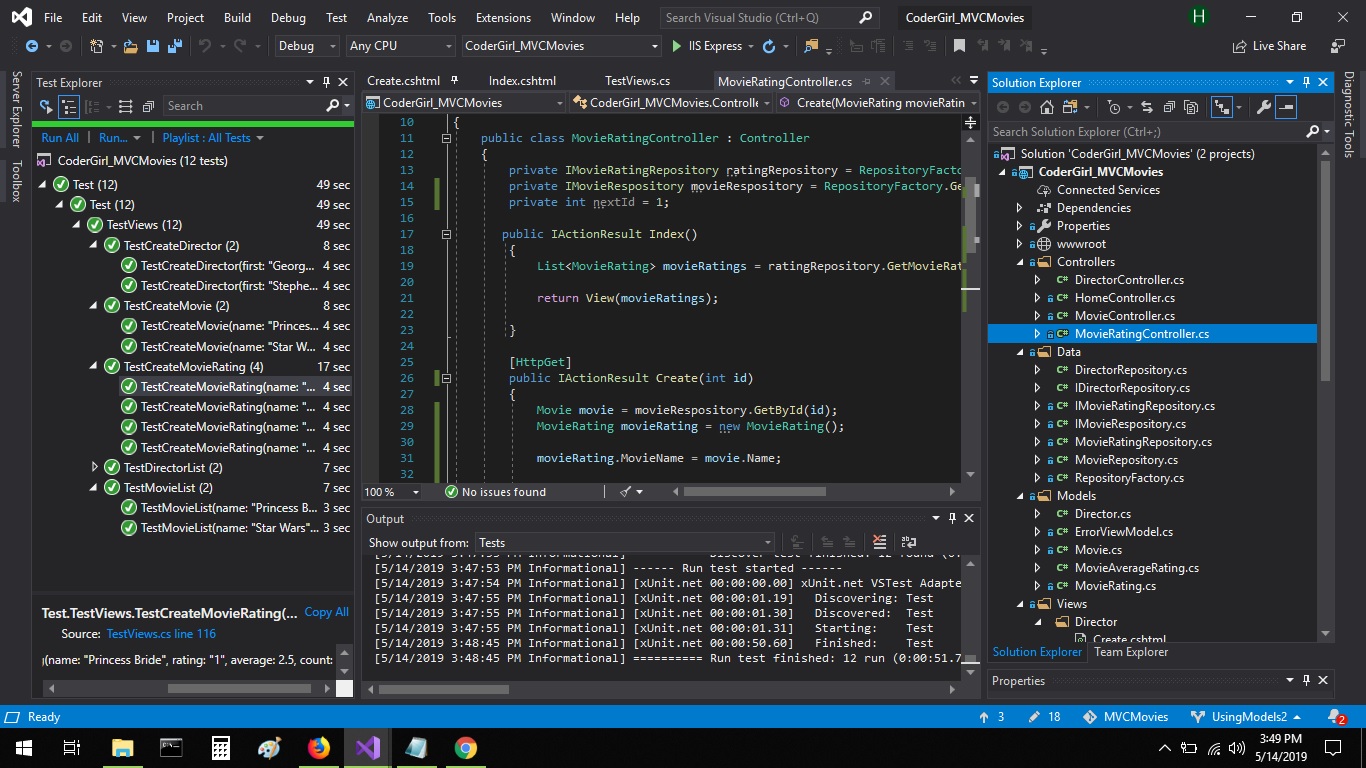 File Edit View Project Build Debug Test Analyze Tools Extensions Window Help Search Visual Studio (Ctrl+Q) CoderGirl_MVCMovies H
Debug Any CPU CoderGirl_MVCMovies IIS Express Live Share
Server Explorer
Toolbox
Test Explorer
Search
Run All | Run... | Playlist : All Tests
CoderGirl_MVCMovies (12 tests)
Test (12) 49 sec
Test (12) 49 sec
TestViews (12) 49 sec
TestCreateDirector (2) 8 sec
TestCreateDirector(first: "Georg... 4 sec
TestCreateDirector(first: "Stephe... 4 sec
TestCreateMovie (2) 8 sec
TestCreateMovie(name: "Princes... 4 sec
TestCreateMovie(name: "Star W... 4 sec
TestCreateMovieRating (4) 17 sec
TestCreateMovieRating(name: "... 4 sec
TestCreateMovieRating(name: "... 4 sec
TestCreateMovieRating(name: "... 4 sec
TestCreateMovieRating(name: "... 4 sec
TestDirectorList (2) 7 sec
TestMovieList (2) 7 sec
TestMovieList(name: "Princess B... 3 sec
TestMovieList(name: "Star Wars"... 3 sec
Test.TestViews.TestCreateMovieRating(... Copy All
Source: TestViews.cs line 116
(name: "Princess Bride", rating: "1", average: 2.5, count:
Create.cshtml Index.cshtml TestViews.cs MovieRatingController.cs
CoderGirl_MVCMovies CoderGirl_MVCMovies.Controlle Create(MovieRating movieRatin
10 {
11 public class MovieRatingController : Controller
12 {
13 private IMovieRatingRepository ratingRepository = RepositoryFacto
14 private IMovieRespository movieRespository = RepositoryFactory.Ge
15 private int nextId = 1;
16
17 public IActionResult Index()
18 {
19 List<MovieRating> movieRatings = ratingRepository.GetMovieRat
20
21 return View(movieRatings);
22
23 }
24
25 [HttpGet]
26 public IActionResult Create(int id)
27 {
28 Movie movie = movieRespository.GetById(id);
29 MovieRating movieRating = new MovieRating();
30
31 movieRating.MovieName = movie.Name;
32
100 % No issues found
Output
Show output from: Tests
[5/14/2019 3:47:53 PM Informational] ---------- Discover test finished: 12 found (0:
[5/14/2019 3:47:53 PM Informational] ------ Run test started ------
[5/14/2019 3:47:54 PM Informational] [xUnit.net 00:00:00.00] xUnit.net VSTest Adapte
[5/14/2019 3:47:55 PM Informational] [xUnit.net 00:00:01.19] Discovering: Test
[5/14/2019 3:47:55 PM Informational] [xUnit.net 00:00:01.30] Discovered: Test
[5/14/2019 3:47:55 PM Informational] [xUnit.net 00:00:01.31] Starting: Test
[5/14/2019 3:48:45 PM Informational] [xUnit.net 00:00:50.60] Finished: Test
[5/14/2019 3:48:45 PM Informational] ========== Run test finished: 12 run (0:00:51.7
Solution Explorer
Search Solution Explorer (Ctrl+;)
Solution 'CoderGirl_MVCMovies' (2 projects)
CoderGirl_MVCMovies
Connected Services
Dependencies
Properties
wwwroot
Controllers
C# DirectorController.cs
C# HomeController.cs
C# MovieController.cs
C# MovieRatingController.cs
Data
C# DirectorRepository.cs
C# IDirectorRepository.cs
C# IMovieRatingRepository.cs
C# IMovieRespository.cs
C# MovieRatingRepository.cs
C# MovieRepository.cs
C# RepositoryFactory.cs
Models
C# Director.cs
C# ErrorViewModel.cs
C# Movie.cs
C# MovieAverageRating.cs
C# MovieRating.cs
Views
Director
Create.cshtml
Solution Explorer Team Explorer
Properties
Diagnostic Tools
Ready 3 18 MVCMovies UsingModels2 2
3:49 PM
5/14/2019